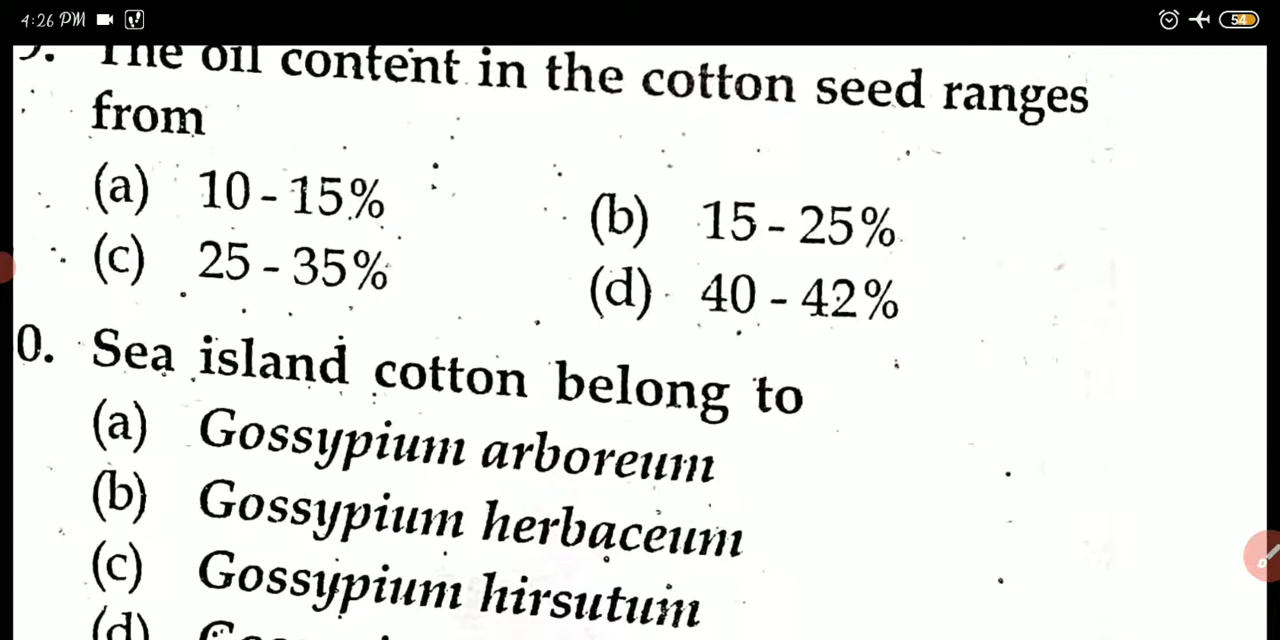 4:26 PM
54
The oil content in the cotton seed ranges
from
(a) 10 - 15%
(b) 15 - 25%
(c) 25 - 35%
(d) 40 - 42%
0. Sea island cotton belong to
(a) Gossypium arboreum
(b) Gossypium herbaceum
(c) Gossypium hirsutum
(d)